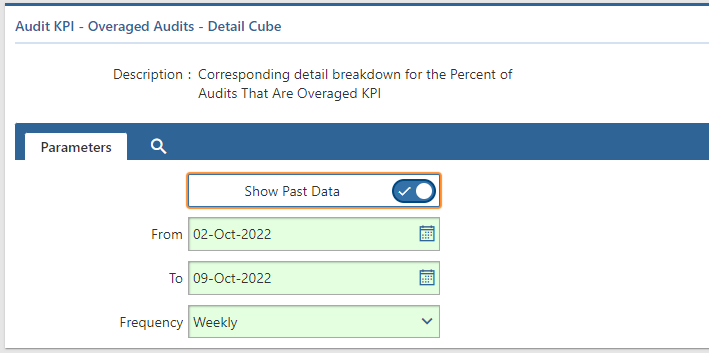 Audit KPI - Overaged Audits - Detail Cube
Description : Corresponding detail breakdown for the Percent of
Audits That Are Overaged KPI
Parameters
Show Past Data
From 02-Oct-2022
To 09-Oct-2022
Frequency Weekly